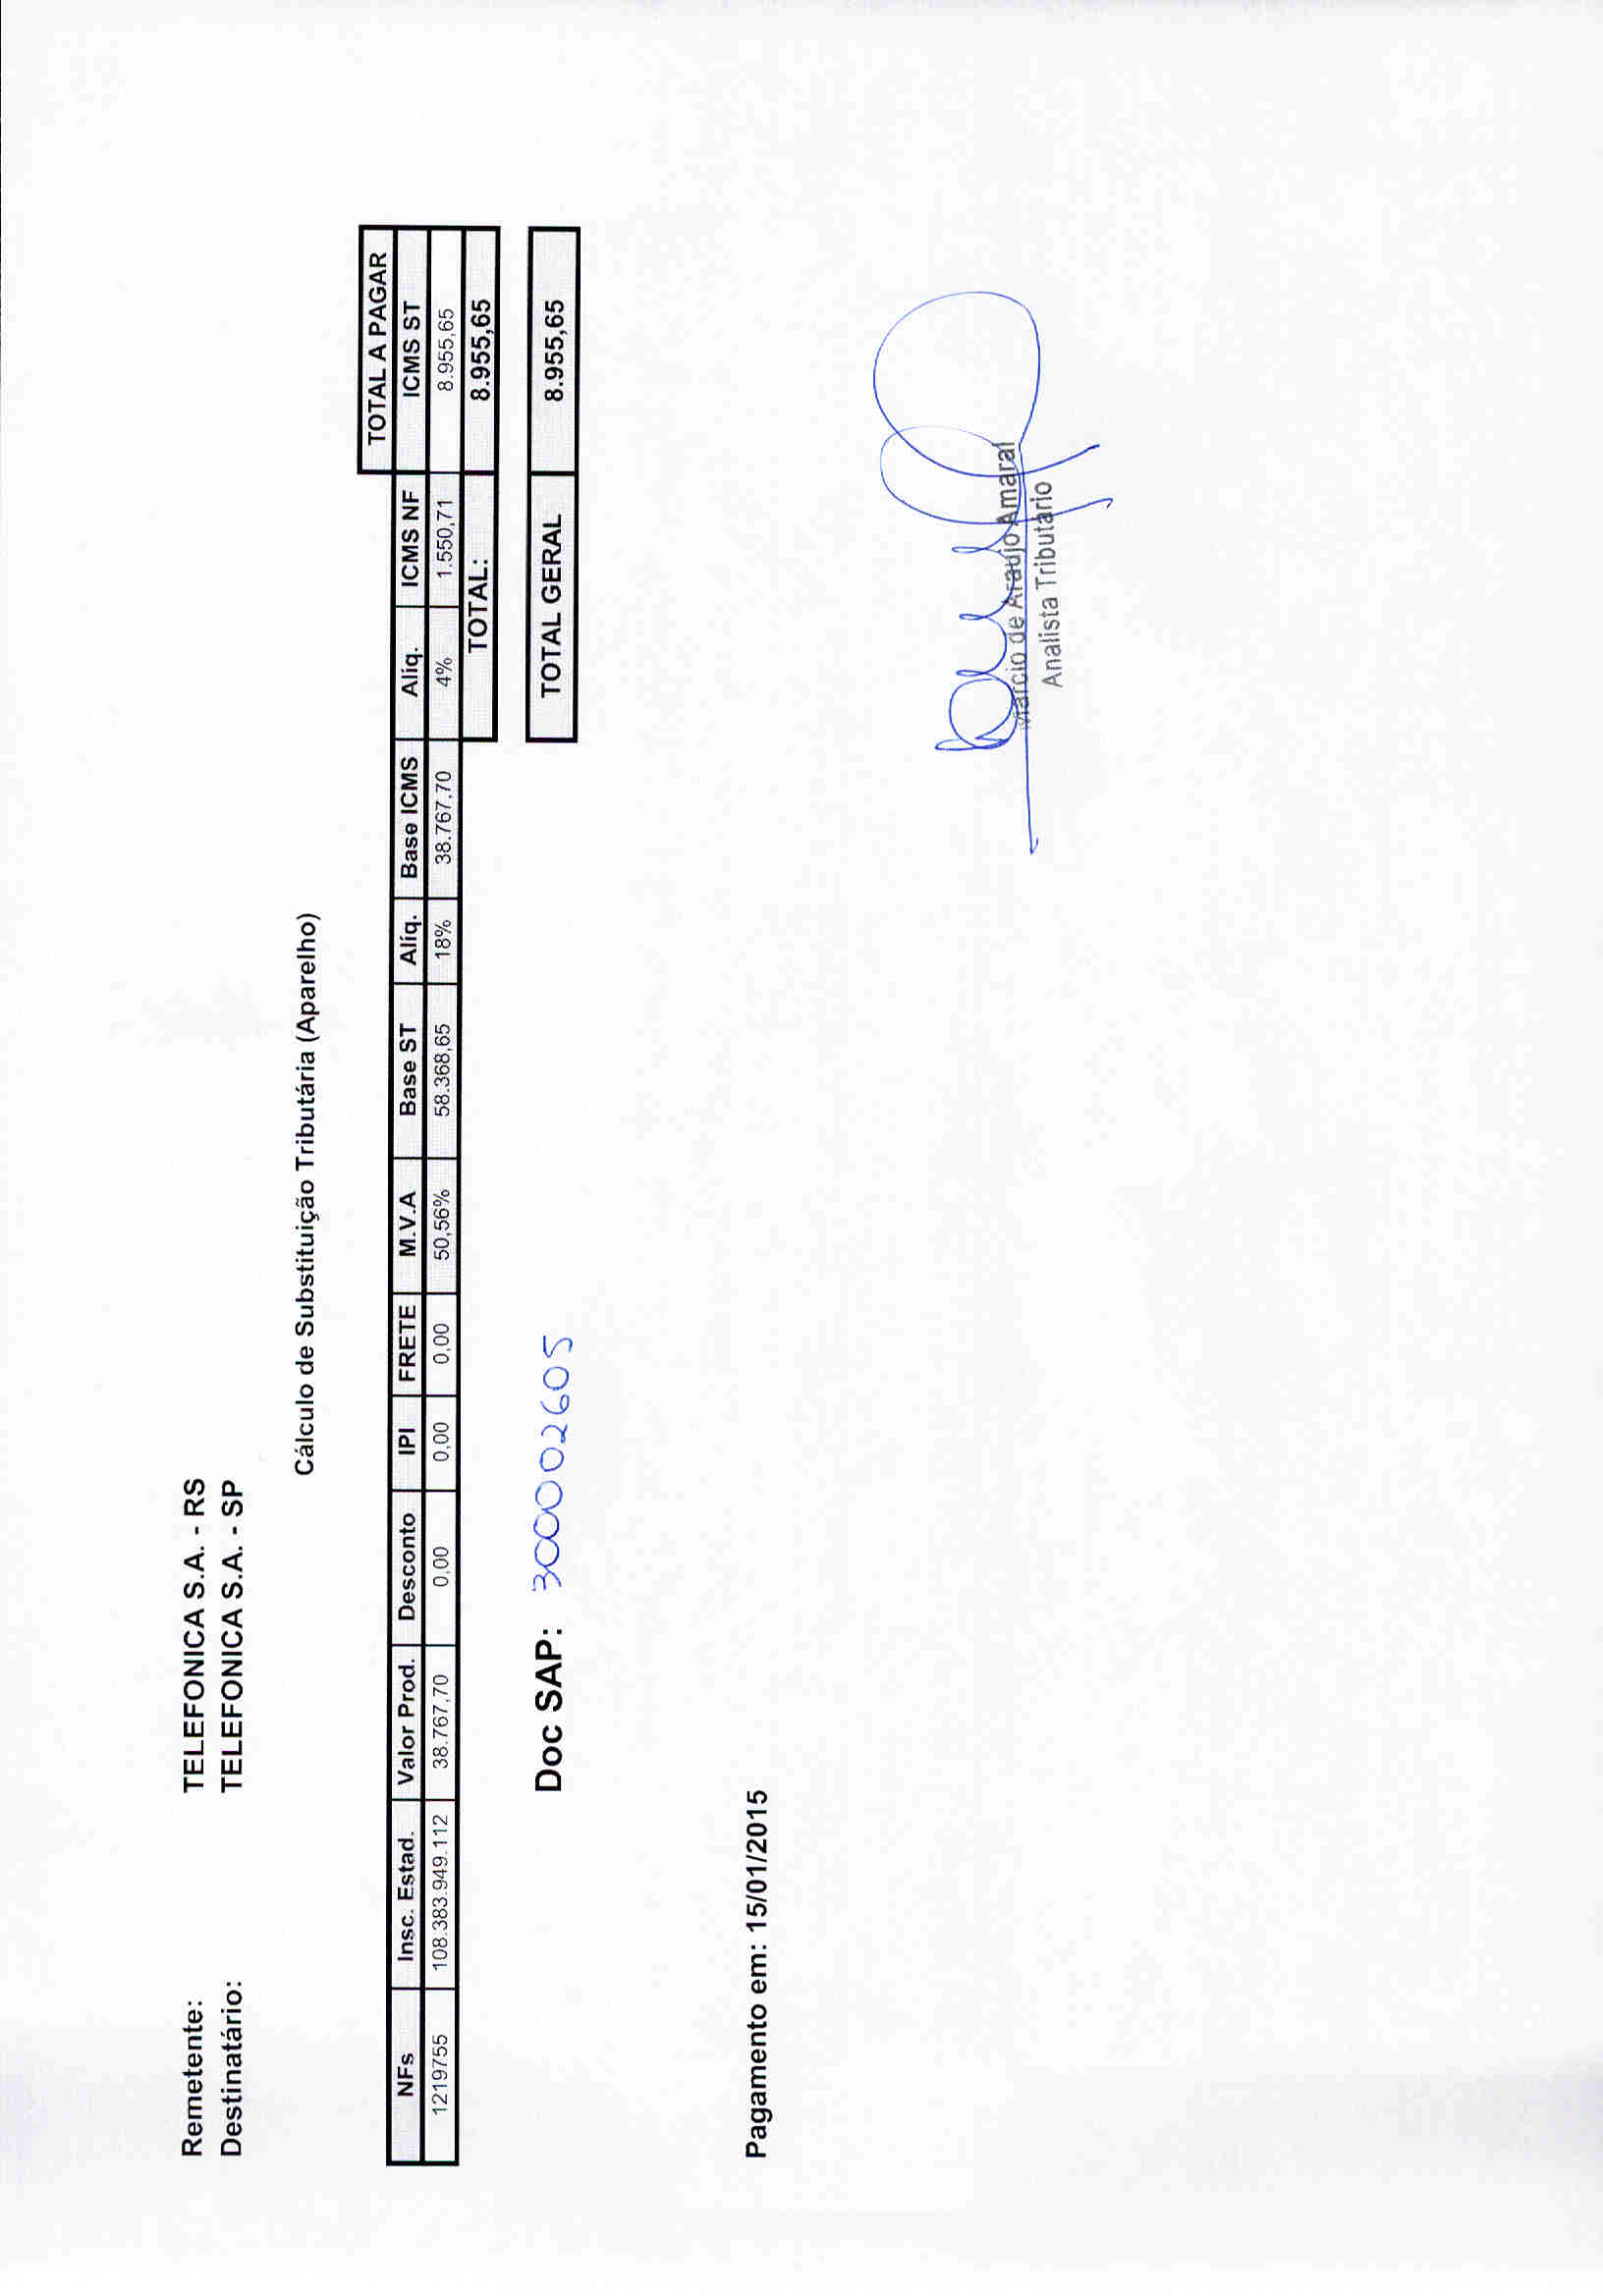 Remetente: TELEFONICA S.A. - RS
Destinatário: TELEFONICA S.A. - SP
Cálculo de Substituição Tributária (Aparelho)
TOTAL A PAGAR
NFs Insc. Estad. Valor Prod. Desconto IPI FRETE M.V.A Base ST Alíq. Base ICMS Alíq. ICMS NF ICMS ST
1219755 108.383.949.112 38.767,70 0,00 0,00 0,00 50,56% 58.368,65 18% 38.767,70 4% 1.550,71 8.955,65
TOTAL: 8.955,65
Doc SAP: 300002605 TOTAL GERAL 8.955,65
Pagamento em: 15/01/2015
Marcio de Araujo Amaral
Analista Tributário